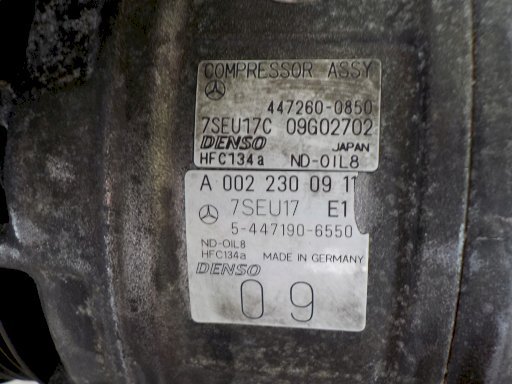 COMPRESSOR ASSY
447260-0850
7SEU17C 09G02702
DENSO JAPAN
HFC134a ND-OIL8
A 002 230 09 11
7SEU17 E1
5-447190-6550
ND-OIL8
HFC134a MADE IN GERMANY
DENSO
09